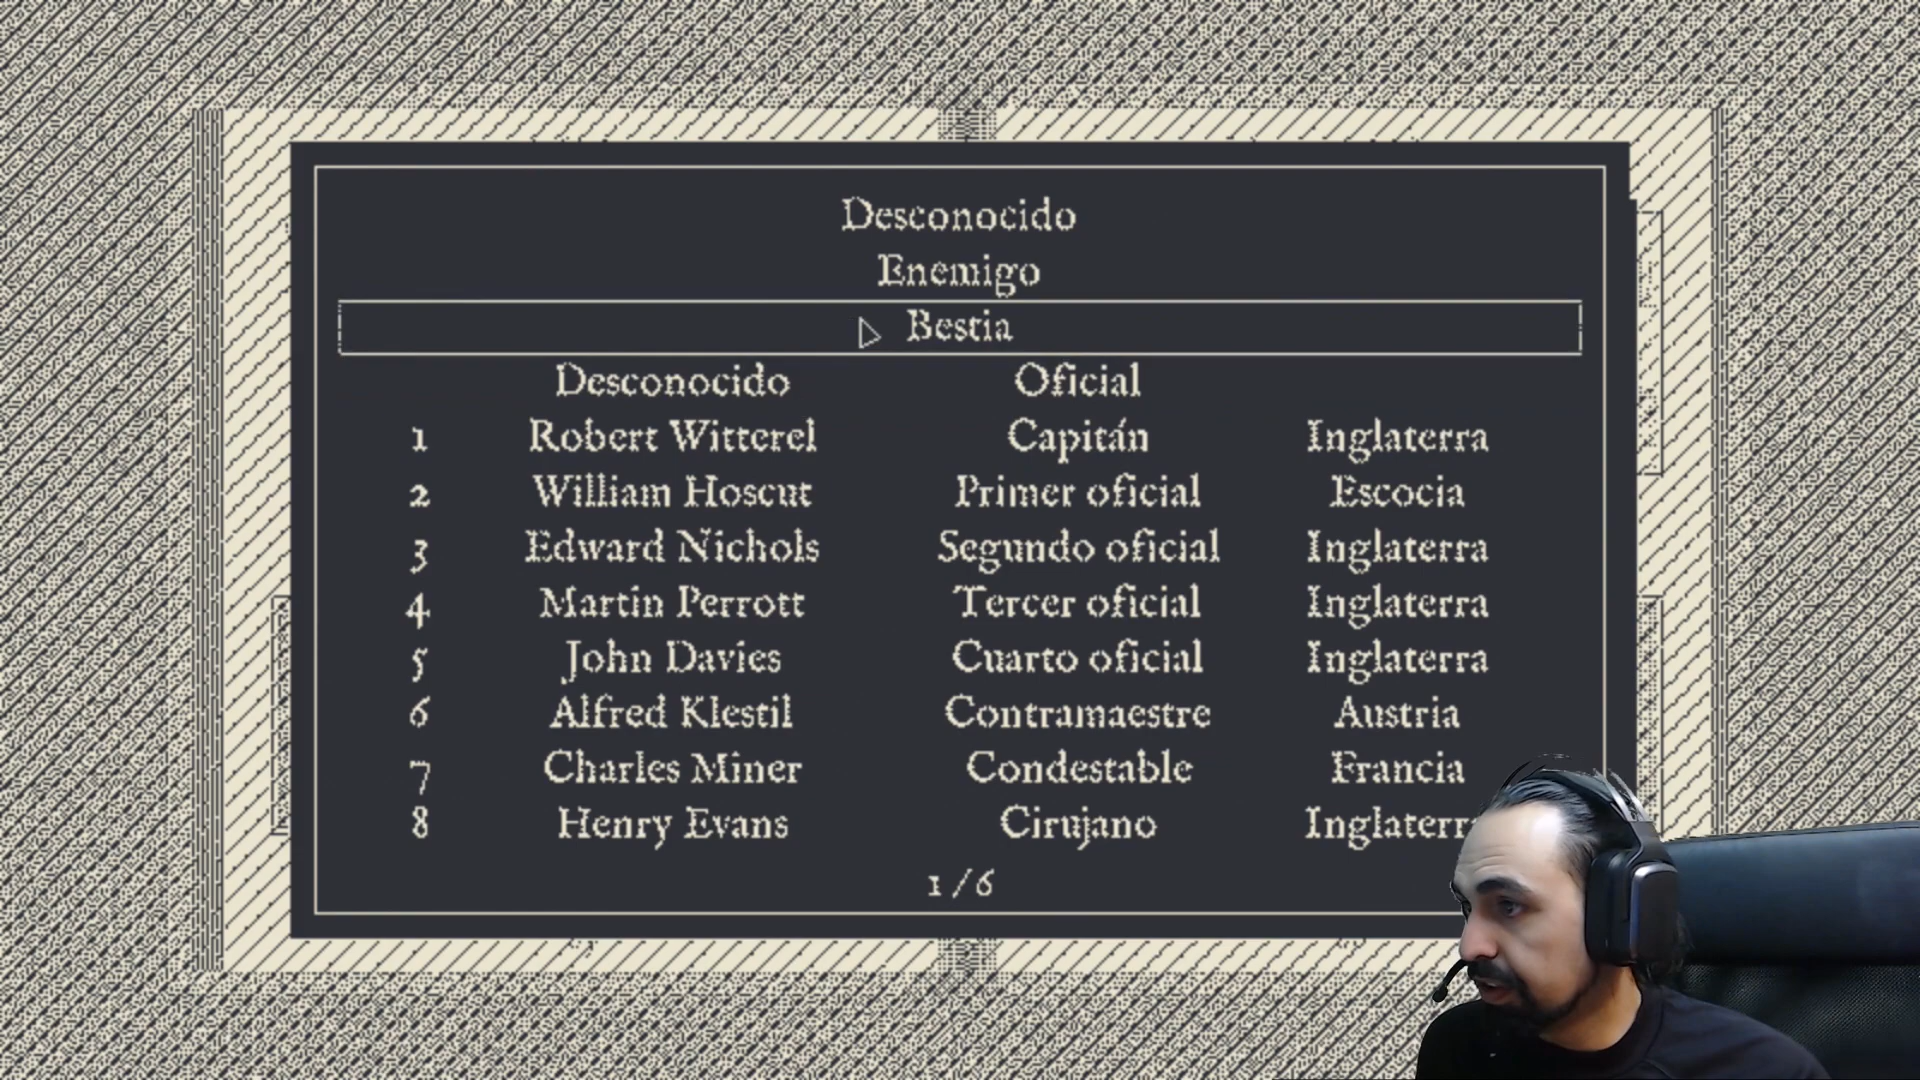 Desconocido
Enemigo
Bestia
Desconocido Oficial
1 Robert Witterel Capitán Inglaterra
2 William Hoscut Primer oficial Escocia
3 Edward Nichols Segundo oficial Inglaterra
4 Martin Perrott Tercer oficial Inglaterra
5 John Davies Cuarto oficial Inglaterra
6 Alfred Klestil Contramaestre Austria
7 Charles Miner Condestable Francia
8 Henry Evans Cirujano Inglaterra
1/6